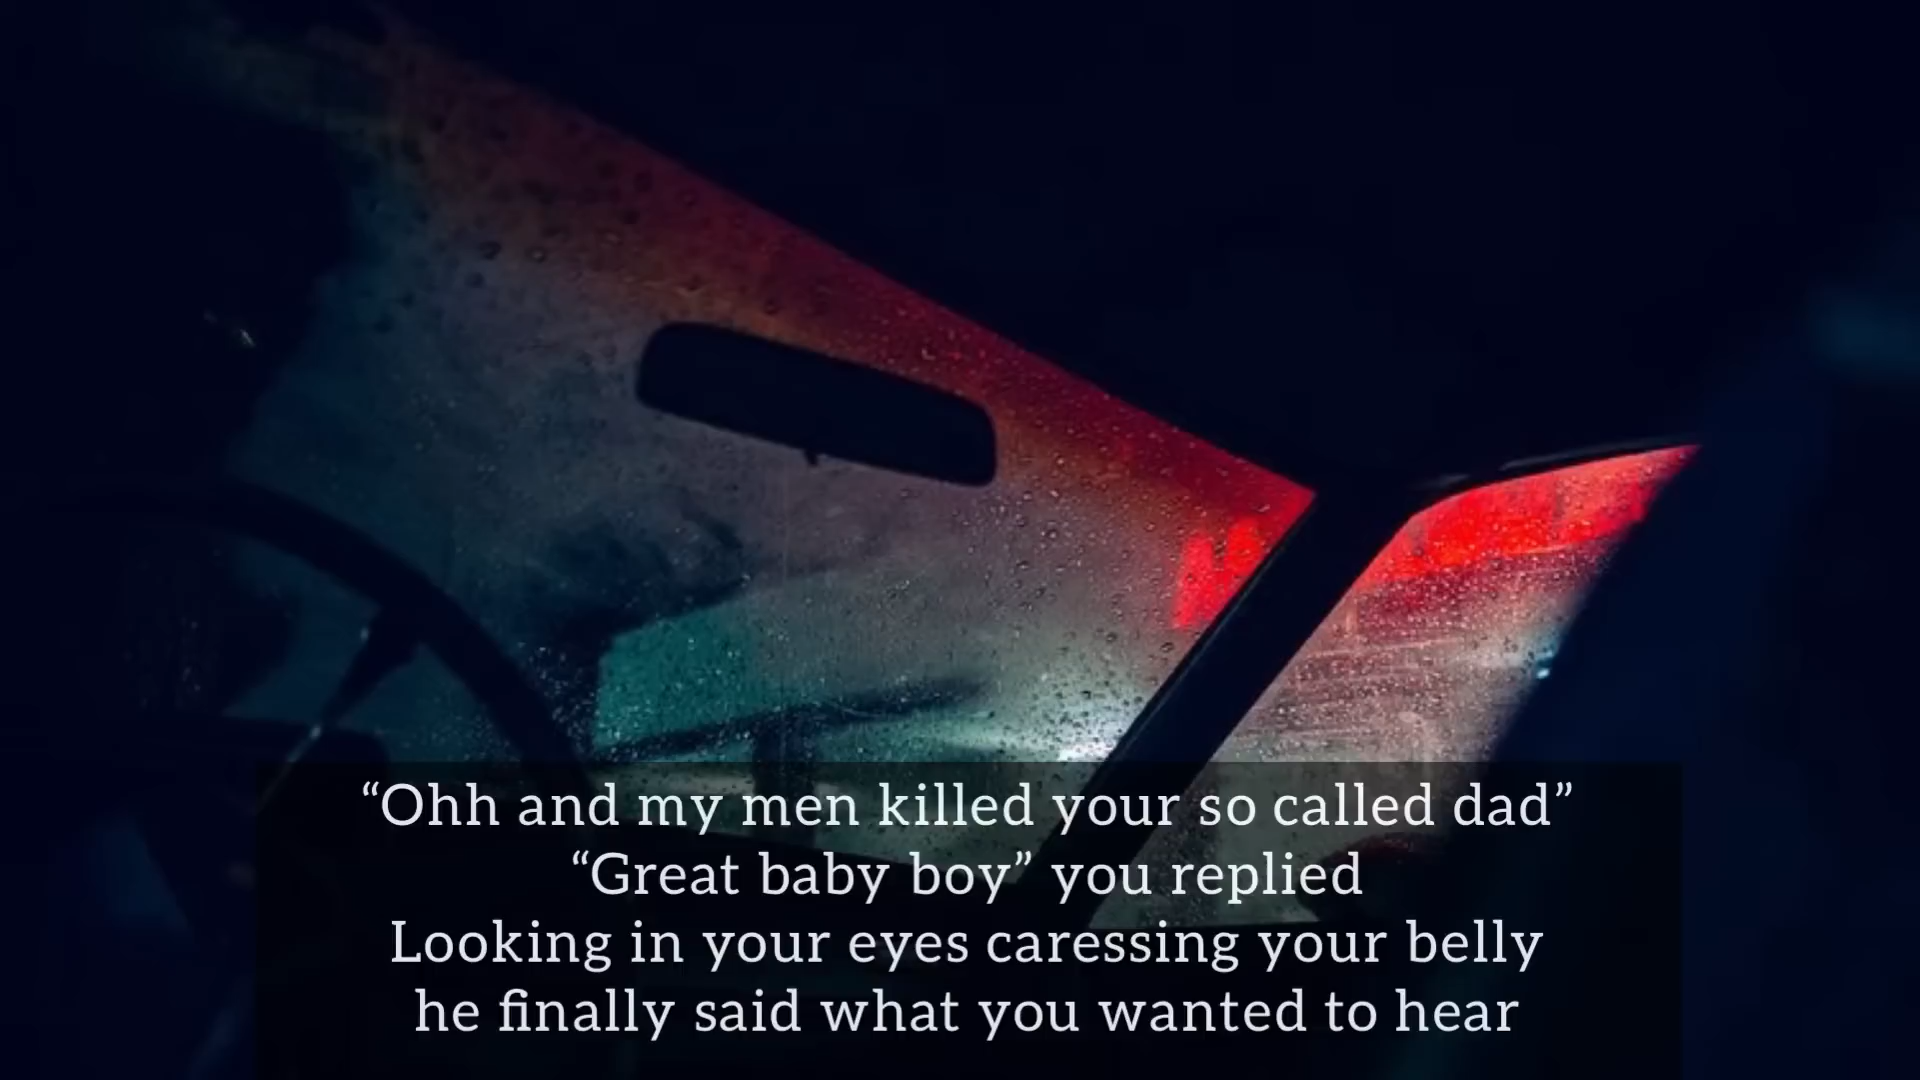 “Ohh and my men killed your so called dad”
“Great baby boy” you replied
Looking in your eyes caressing your belly
he finally said what you wanted to hear